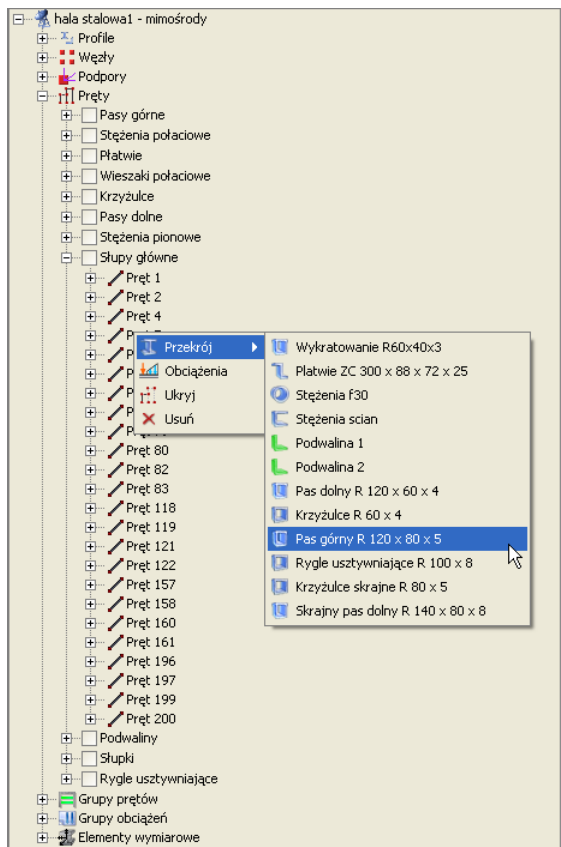 hala stalowa1 - mimośrody
Profile
Węzły
Podpory
Pręty
Pasy górne
Stężenia połaciowe
Płatwie
Wieszaki połaciowe
Krzyżulce
Pasy dolne
Stężenia pionowe
Słupy główne
Pręt 1
Pręt 2
Pręt 4
Przekrój
Obciążenia
Ukryj
Usuń
Wykratowanie R60x40x3
Platwie ZC 300 x 88 x 72 x 25
Stężenia f30
Stężenia scian
Podwalina 1
Podwalina 2
Pas dolny R 120 x 60 x 4
Krzyżulce R 60 x 4
Pas górny R 120 x 80 x 5
Rygle usztywniające R 100 x 8
Krzyżulce skrajne R 80 x 5
Skrajny pas dolny R 140 x 80 x 8
Pręt 80
Pręt 82
Pręt 83
Pręt 118
Pręt 119
Pręt 121
Pręt 122
Pręt 157
Pręt 158
Pręt 160
Pręt 161
Pręt 196
Pręt 197
Pręt 199
Pręt 200
Podwaliny
Słupki
Rygle usztywniające
Grupy prętów
Grupy obciążeń
Elementy wymiarowe